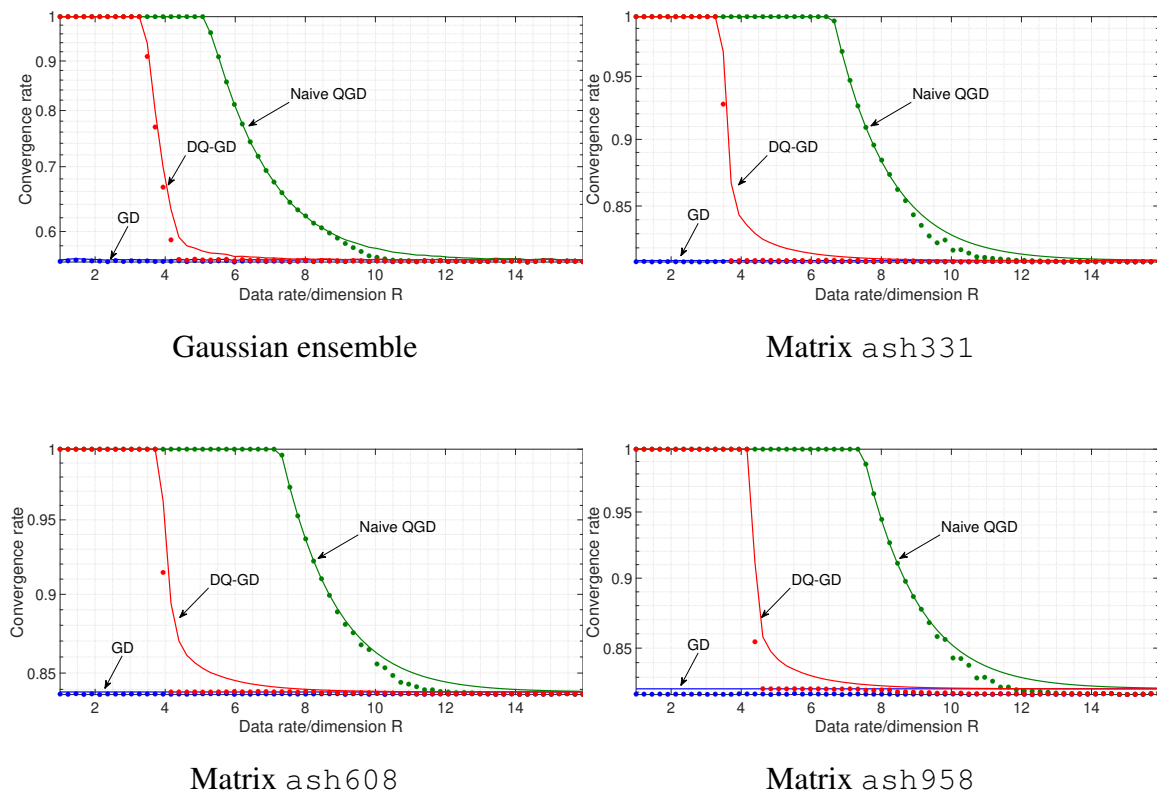 Convergence rate
1
0.9
0.8
0.7
0.6
Naive QGD
DQ-GD
GD
2 4 6 8 10 12 14
Data rate/dimension R
Gaussian ensemble
Convergence rate
1
0.95
0.9
0.85
Naive QGD
DQ-GD
GD
2 4 6 8 10 12 14
Data rate/dimension R
Matrix ash331
Convergence rate
1
0.95
0.9
0.85
Naive QGD
DQ-GD
GD
2 4 6 8 10 12 14
Data rate/dimension R
Matrix ash608
Convergence rate
1
0.95
0.9
0.85
Naive QGD
DQ-GD
GD
2 4 6 8 10 12 14
Data rate/dimension R
Matrix ash958